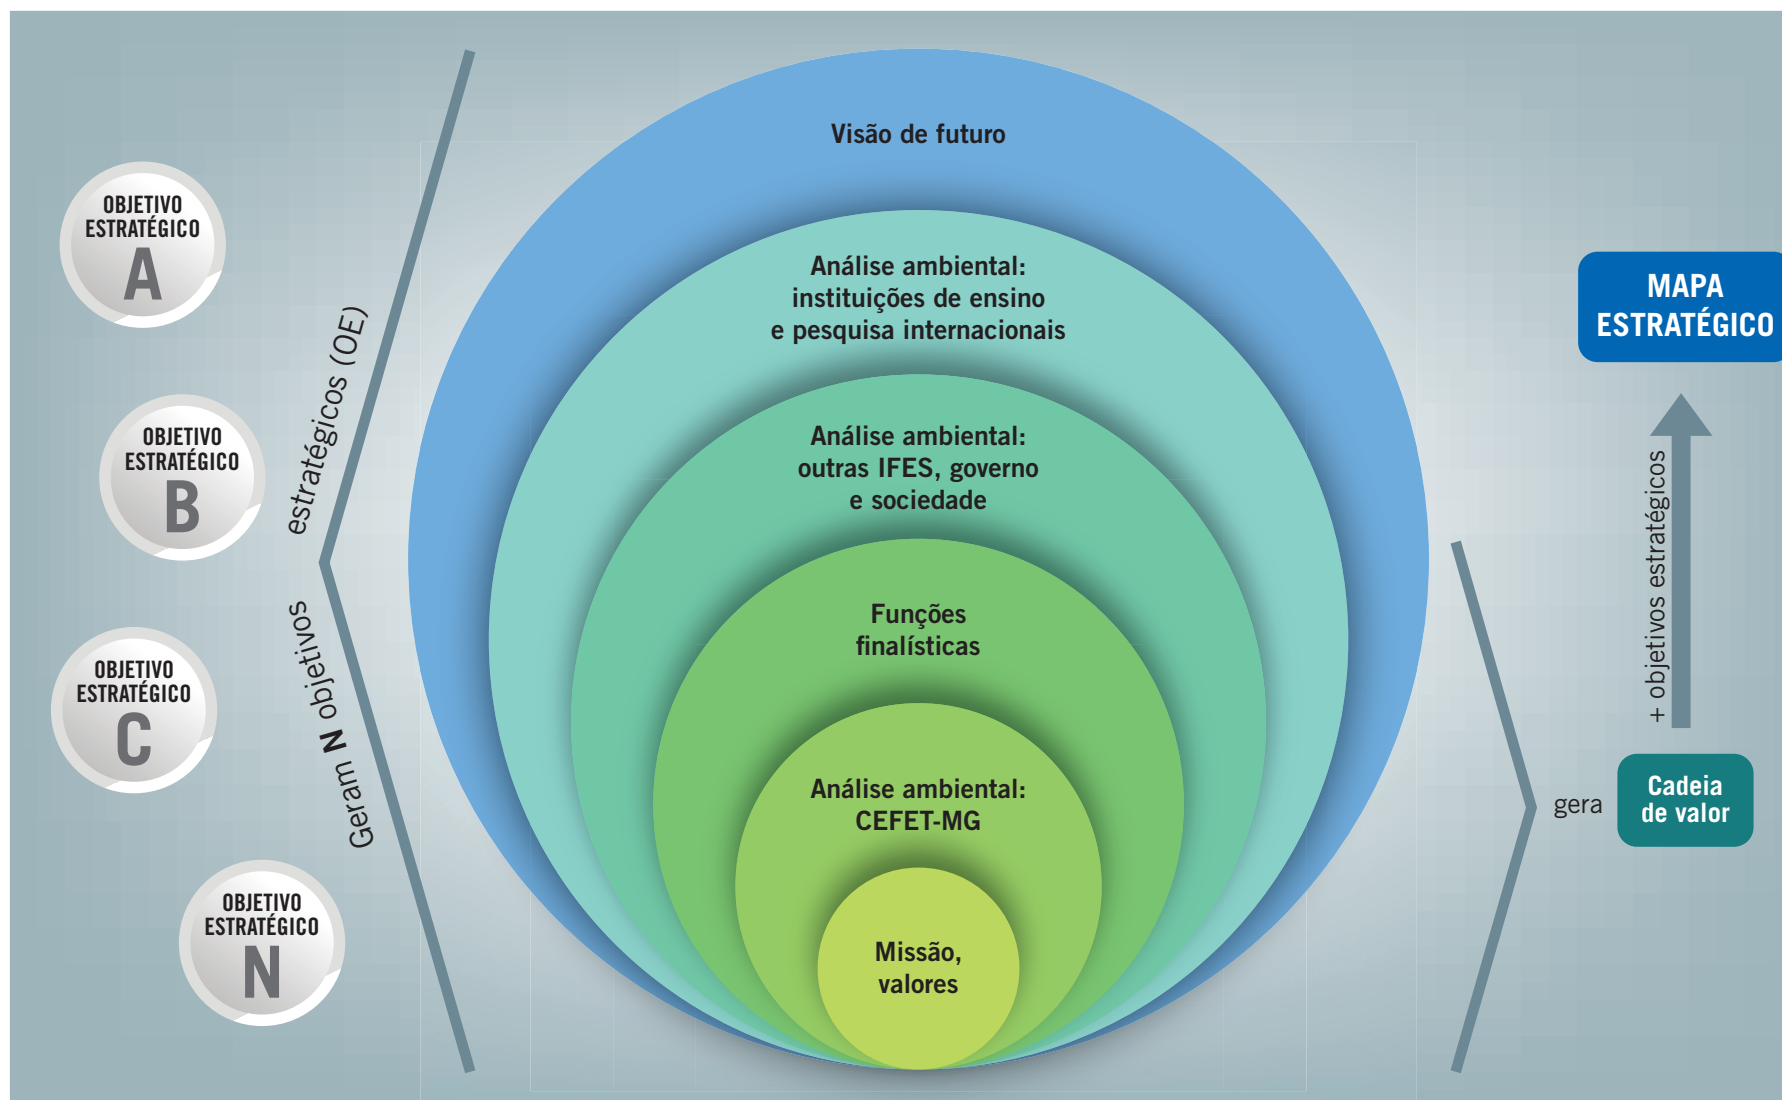 OBJETIVO
ESTRATÉGICO
A
OBJETIVO
ESTRATÉGICO
B
OBJETIVO
ESTRATÉGICO
C
OBJETIVO
ESTRATÉGICO
N
Geram N objetivos
estratégicos (OE)
Visão de futuro
Análise ambiental:
instituições de ensino
e pesquisa internacionais
Análise ambiental:
outras IFES, governo
e sociedade
Funções
finalísticas
Análise ambiental:
CEFET-MG
Missão,
valores
gera
Cadeia
de valor
+ objetivos estratégicos
MAPA
ESTRATÉGICO